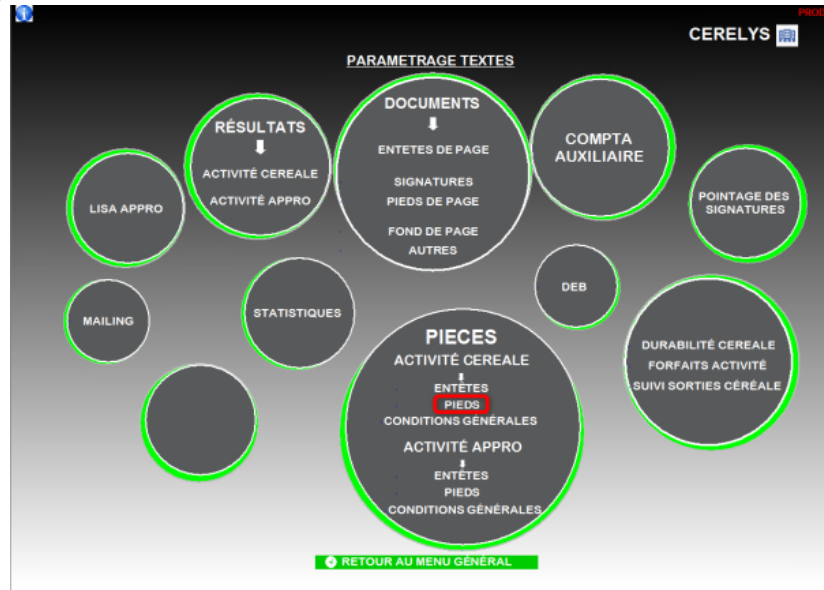 PROD
CERELYS
PARAMETRAGE TEXTES
DOCUMENTS
ENTETES DE PAGE
SIGNATURES
PIEDS DE PAGE
FOND DE PAGE
AUTRES
RÉSULTATS
ACTIVITÉ CEREALE
ACTIVITÉ APPRO
COMPTA
AUXILIAIRE
LISA APPRO
POINTAGE DES
SIGNATURES
MAILING
STATISTIQUES
DEB
DURABILITÉ CEREALE
FORFAITS ACTIVITÉ
SUIVI SORTIES CÉRÉALE
PIECES
ACTIVITÉ CEREALE
ENTÊTES
PIEDS
CONDITIONS GÉNÉRALES
ACTIVITÉ APPRO
ENTÊTES
PIEDS
CONDITIONS GÉNÉRALES
RETOUR AU MENU GÉNÉRAL